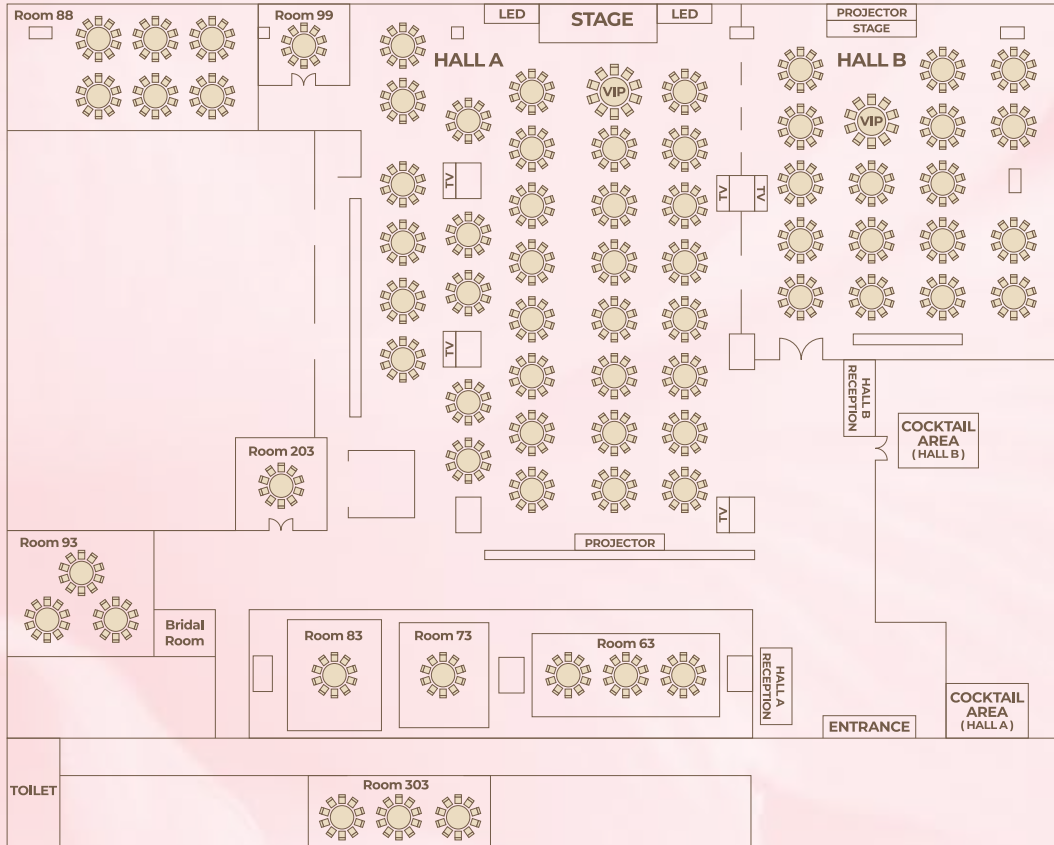 Room 88
Room 99
LED
STAGE
LED
PROJECTOR
STAGE
HALL A
HALL B
VIP
VIP
TV
TV
TV
TV
HALL B
RECEPTION
COCKTAIL
AREA
(HALL B)
Room 203
TV
PROJECTOR
Room 93
Bridal
Room
Room 83
Room 73
Room 63
HALL A
RECEPTION
COCKTAIL
AREA
(HALL A)
ENTRANCE
TOILET
Room 303